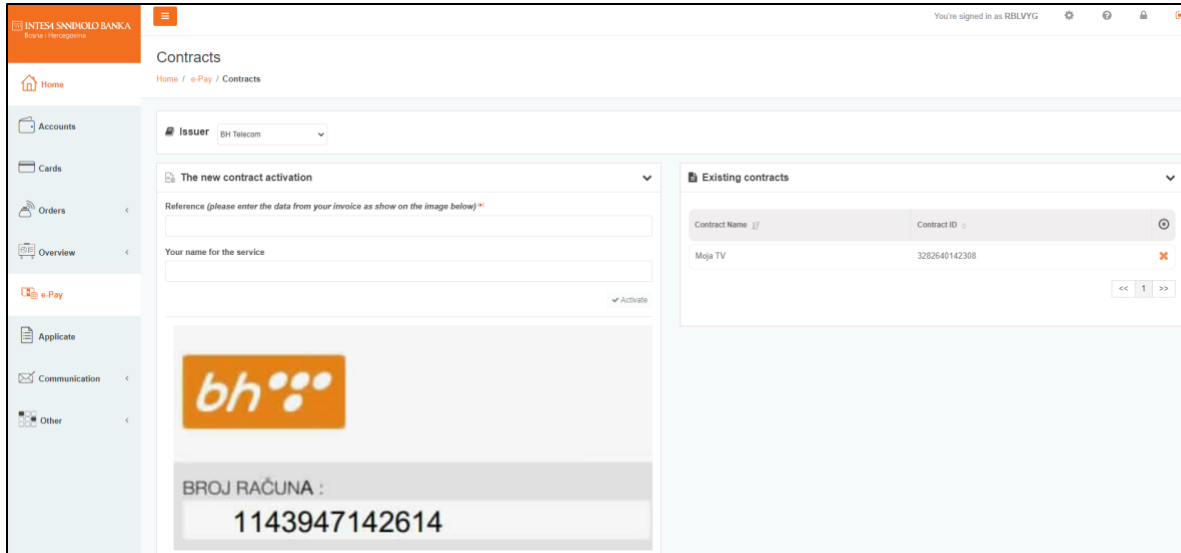 INTESA SANPAOLO BANKA
Bosna i Hercegovina
You're signed in as RBLVYG
Contracts
Home / e-Pay / Contracts
Home
Accounts
Cards
Orders
Overview
e-Pay
Applicate
Communication
Other
Issuer
BH Telecom
The new contract activation
Reference (please enter the data from your invoice as show on the image below)*
Your name for the service
Activate
bh
BROJ RAČUNA :
1143947142614
Existing contracts
Contract Name
Contract ID
Moja TV
3282640142308
<< 1 >>